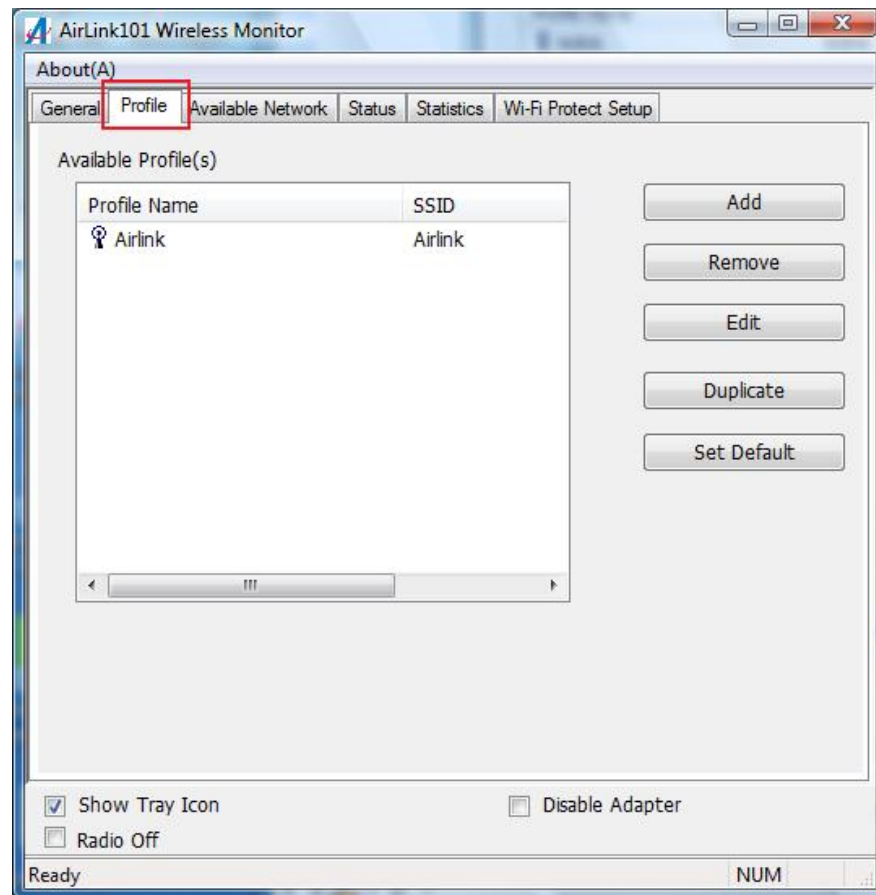 AirLink101 Wireless Monitor
About(A)
General Profile Available Network Status Statistics Wi-Fi Protect Setup
Available Profile(s)
Profile Name SSID
Airlink Airlink
Add
Remove
Edit
Duplicate
Set Default
Show Tray Icon Disable Adapter
Radio Off
Ready NUM